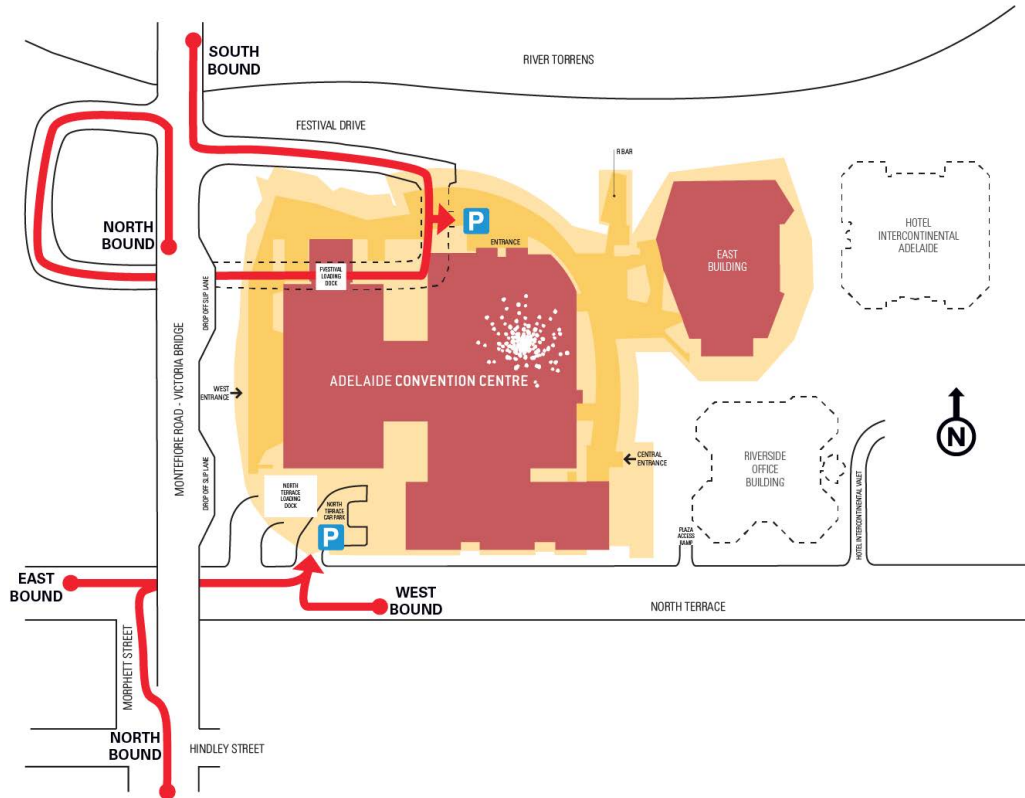 SOUTH
BOUND
RIVER TORRENS
FESTIVAL DRIVE
R BAR
P
NORTH
BOUND
ENTRANCE
HOTEL
INTERCONTINENTAL
ADELAIDE
EAST
BUILDING
FVESTIVAL
LOADING
DOCK
DROP OFF SLIP LANE
MONTEFIORE ROAD - VICTORIA BRIDGE
ADELAIDE CONVENTION CENTRE
WEST
ENTRANCE
N
CENTRAL
ENTRANCE
RIVERSIDE
OFFICE
BUILDING
DROP OFF SLIP LANE
NORTH
TERRACE
LOADING
DOCK
NORTH
TERRACE
CAR PARK
P
PLAZA
ACCESS
RAMP
HOTEL INTERCONTINENTAL VALET
EAST
BOUND
WEST
BOUND
NORTH TERRACE
MORPHETT STREET
NORTH
BOUND
HINDLEY STREET